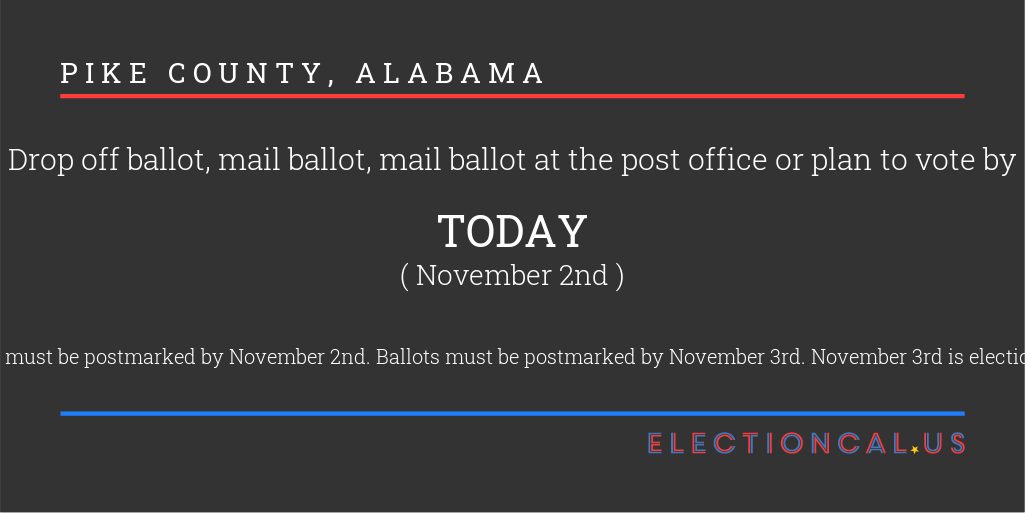 PIKE COUNTY, ALABAMA
Drop off ballot, mail ballot, mail ballot at the post office or plan to vote by
TODAY
( November 2nd )
must be postmarked by November 2nd. Ballots must be postmarked by November 3rd. November 3rd is electio
ELECTIONCAL.US